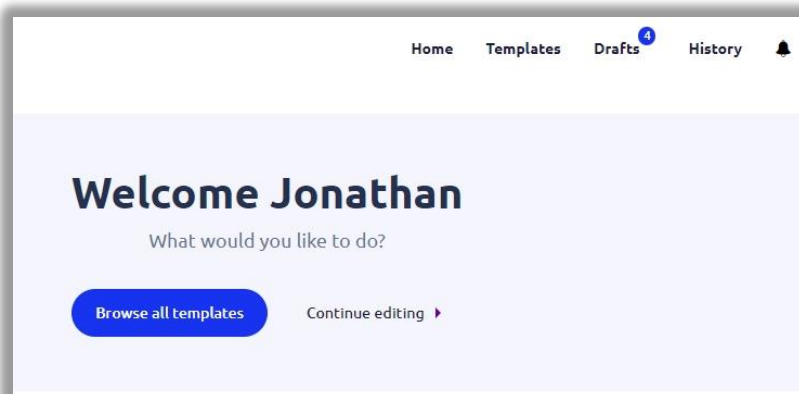 Home Templates Drafts 4 History
Welcome Jonathan
What would you like to do?
Browse all templates Continue editing